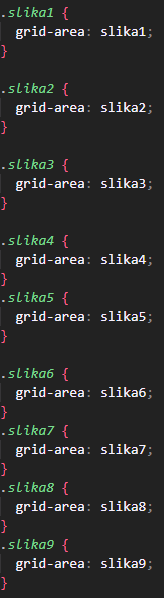 .slika1 {
  grid-area: slika1;
}

.slika2 {
  grid-area: slika2;
}

.slika3 {
  grid-area: slika3;
}

.slika4 {
  grid-area: slika4;
}
.slika5 {
  grid-area: slika5;
}

.slika6 {
  grid-area: slika6;
}
.slika7 {
  grid-area: slika7;
}
.slika8 {
  grid-area: slika8;
}
.slika9 {
  grid-area: slika9;
}